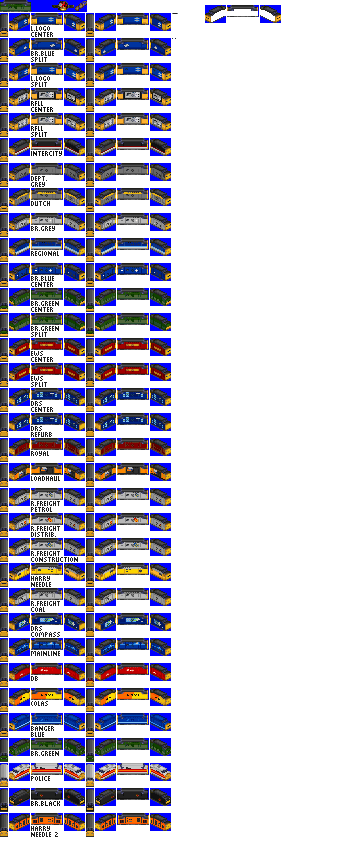 L.LOGO
CENTER
BR.BLUE
SPLIT
L.LOGO
SPLIT
RFLL
CENTER
RFLL
SPLIT
INTERCITY
DEPT.
GREY
DUTCH
BR.GREY
REGIONAL
BR.BLUE
CENTER
BR.GREEN
CENTER
BR.GREEN
SPLIT
EWS
CENTER
EWS
SPLIT
DRS
CENTER
DRS
REFURB
ROYAL
LOADHAUL
R.FREIGHT
PETROL
R.FREIGHT
DISTRIB.
R.FREIGHT
CONSTRUCTION
HARRY
NEEDLE
R.FREIGHT
COAL
DRS
COMPASS
MAINLINE
DB
COLAS
BANGER
BLUE
BR.GREEN
POLICE
BR.BLACK
HARRY
NEEDLE 2